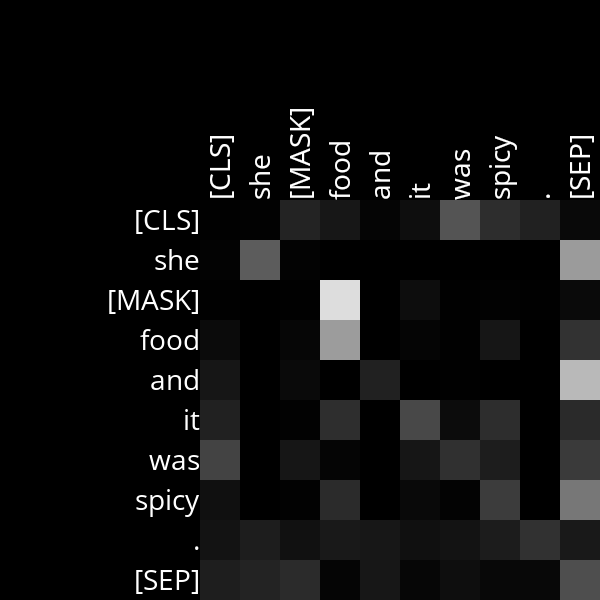 [CLS] she [MASK] food and it was spicy . [SEP]
[CLS]
she
[MASK]
food
and
it
was
spicy
.
[SEP]